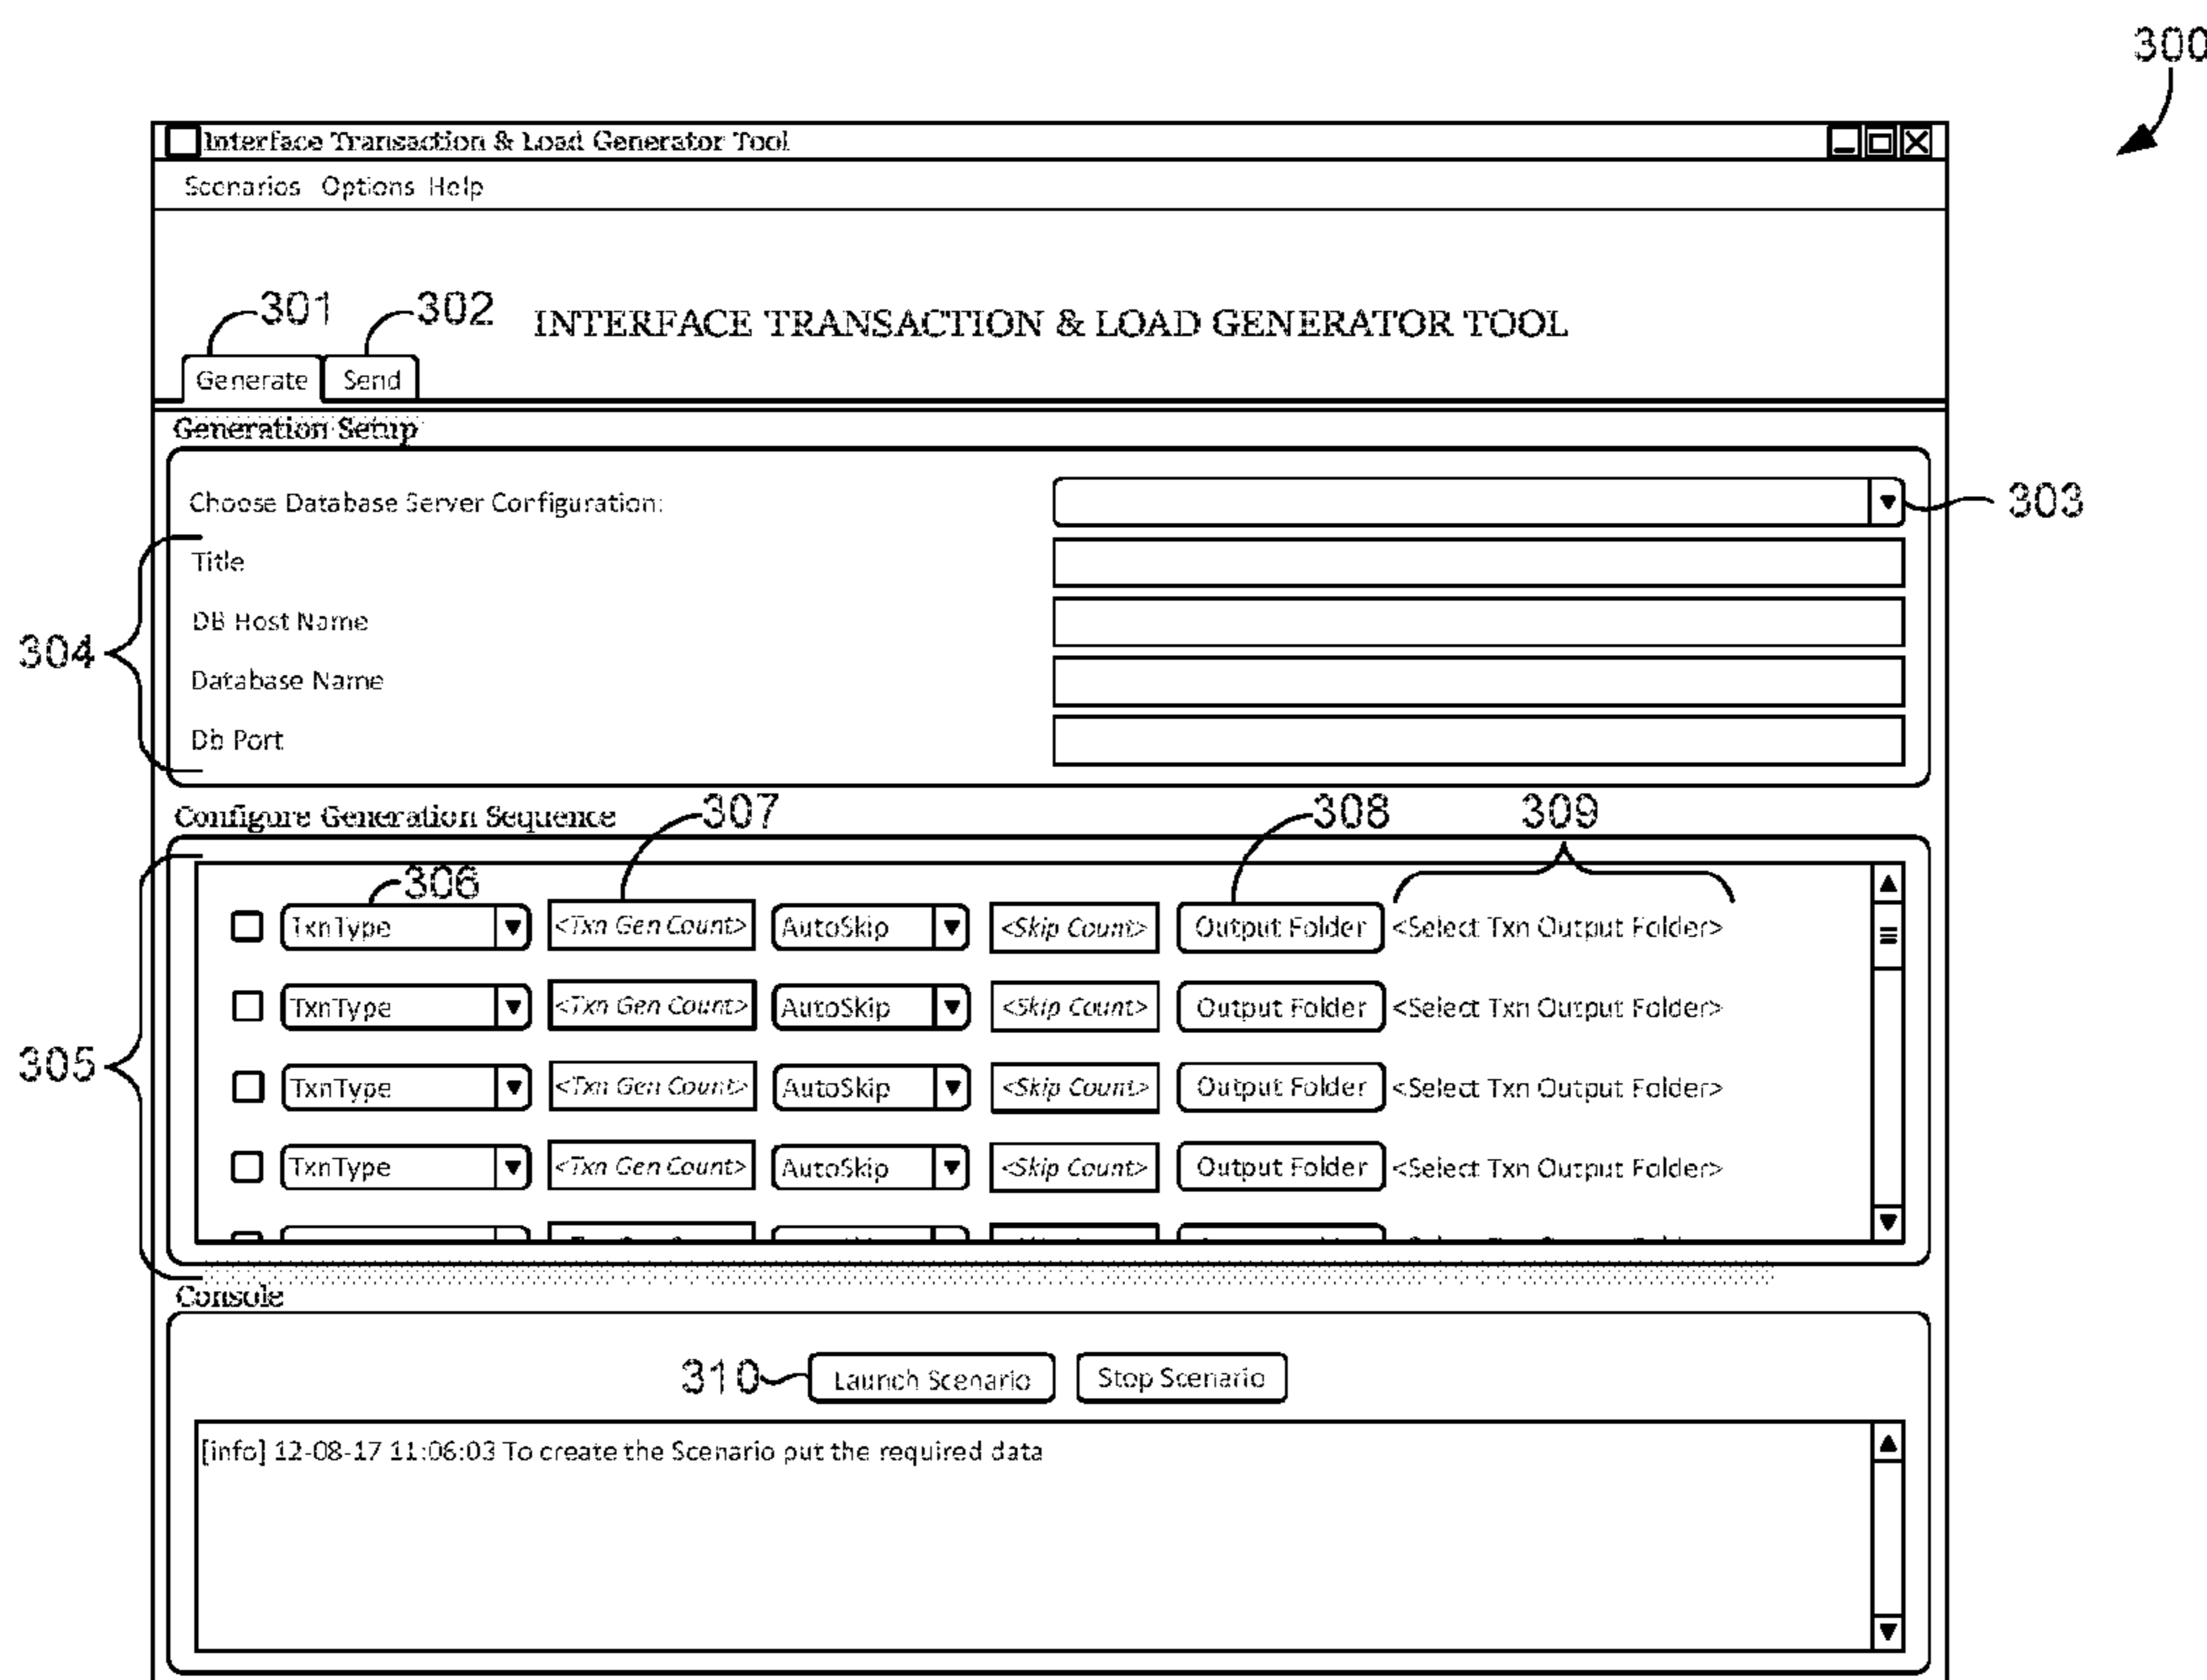 300
Interface Transaction & Load Generator Tool
Scenarios Options Help
301 302 INTERFACE TRANSACTION & LOAD GENERATOR TOOL
Generate Send
Generation Setup
Choose Database Server Configuration: 303
Title
DB Host Name
304
Database Name
Db Port
Configure Generation Sequence 307 308 309
306
TxnType <Txn Gen Count> AutoSkip <Skip Count> Output Folder <Select Txn Output Folder>
TxnType <Txn Gen Count> AutoSkip <Skip Count> Output Folder <Select Txn Output Folder>
305
TxnType <Txn Gen Count> AutoSkip <Skip Count> Output Folder <Select Txn Output Folder>
TxnType <Txn Gen Count> AutoSkip <Skip Count> Output Folder <Select Txn Output Folder>
Console
310 Launch Scenario Stop Scenario
[info] 12-08-17 11:06:03 To create the Scenario put the required data